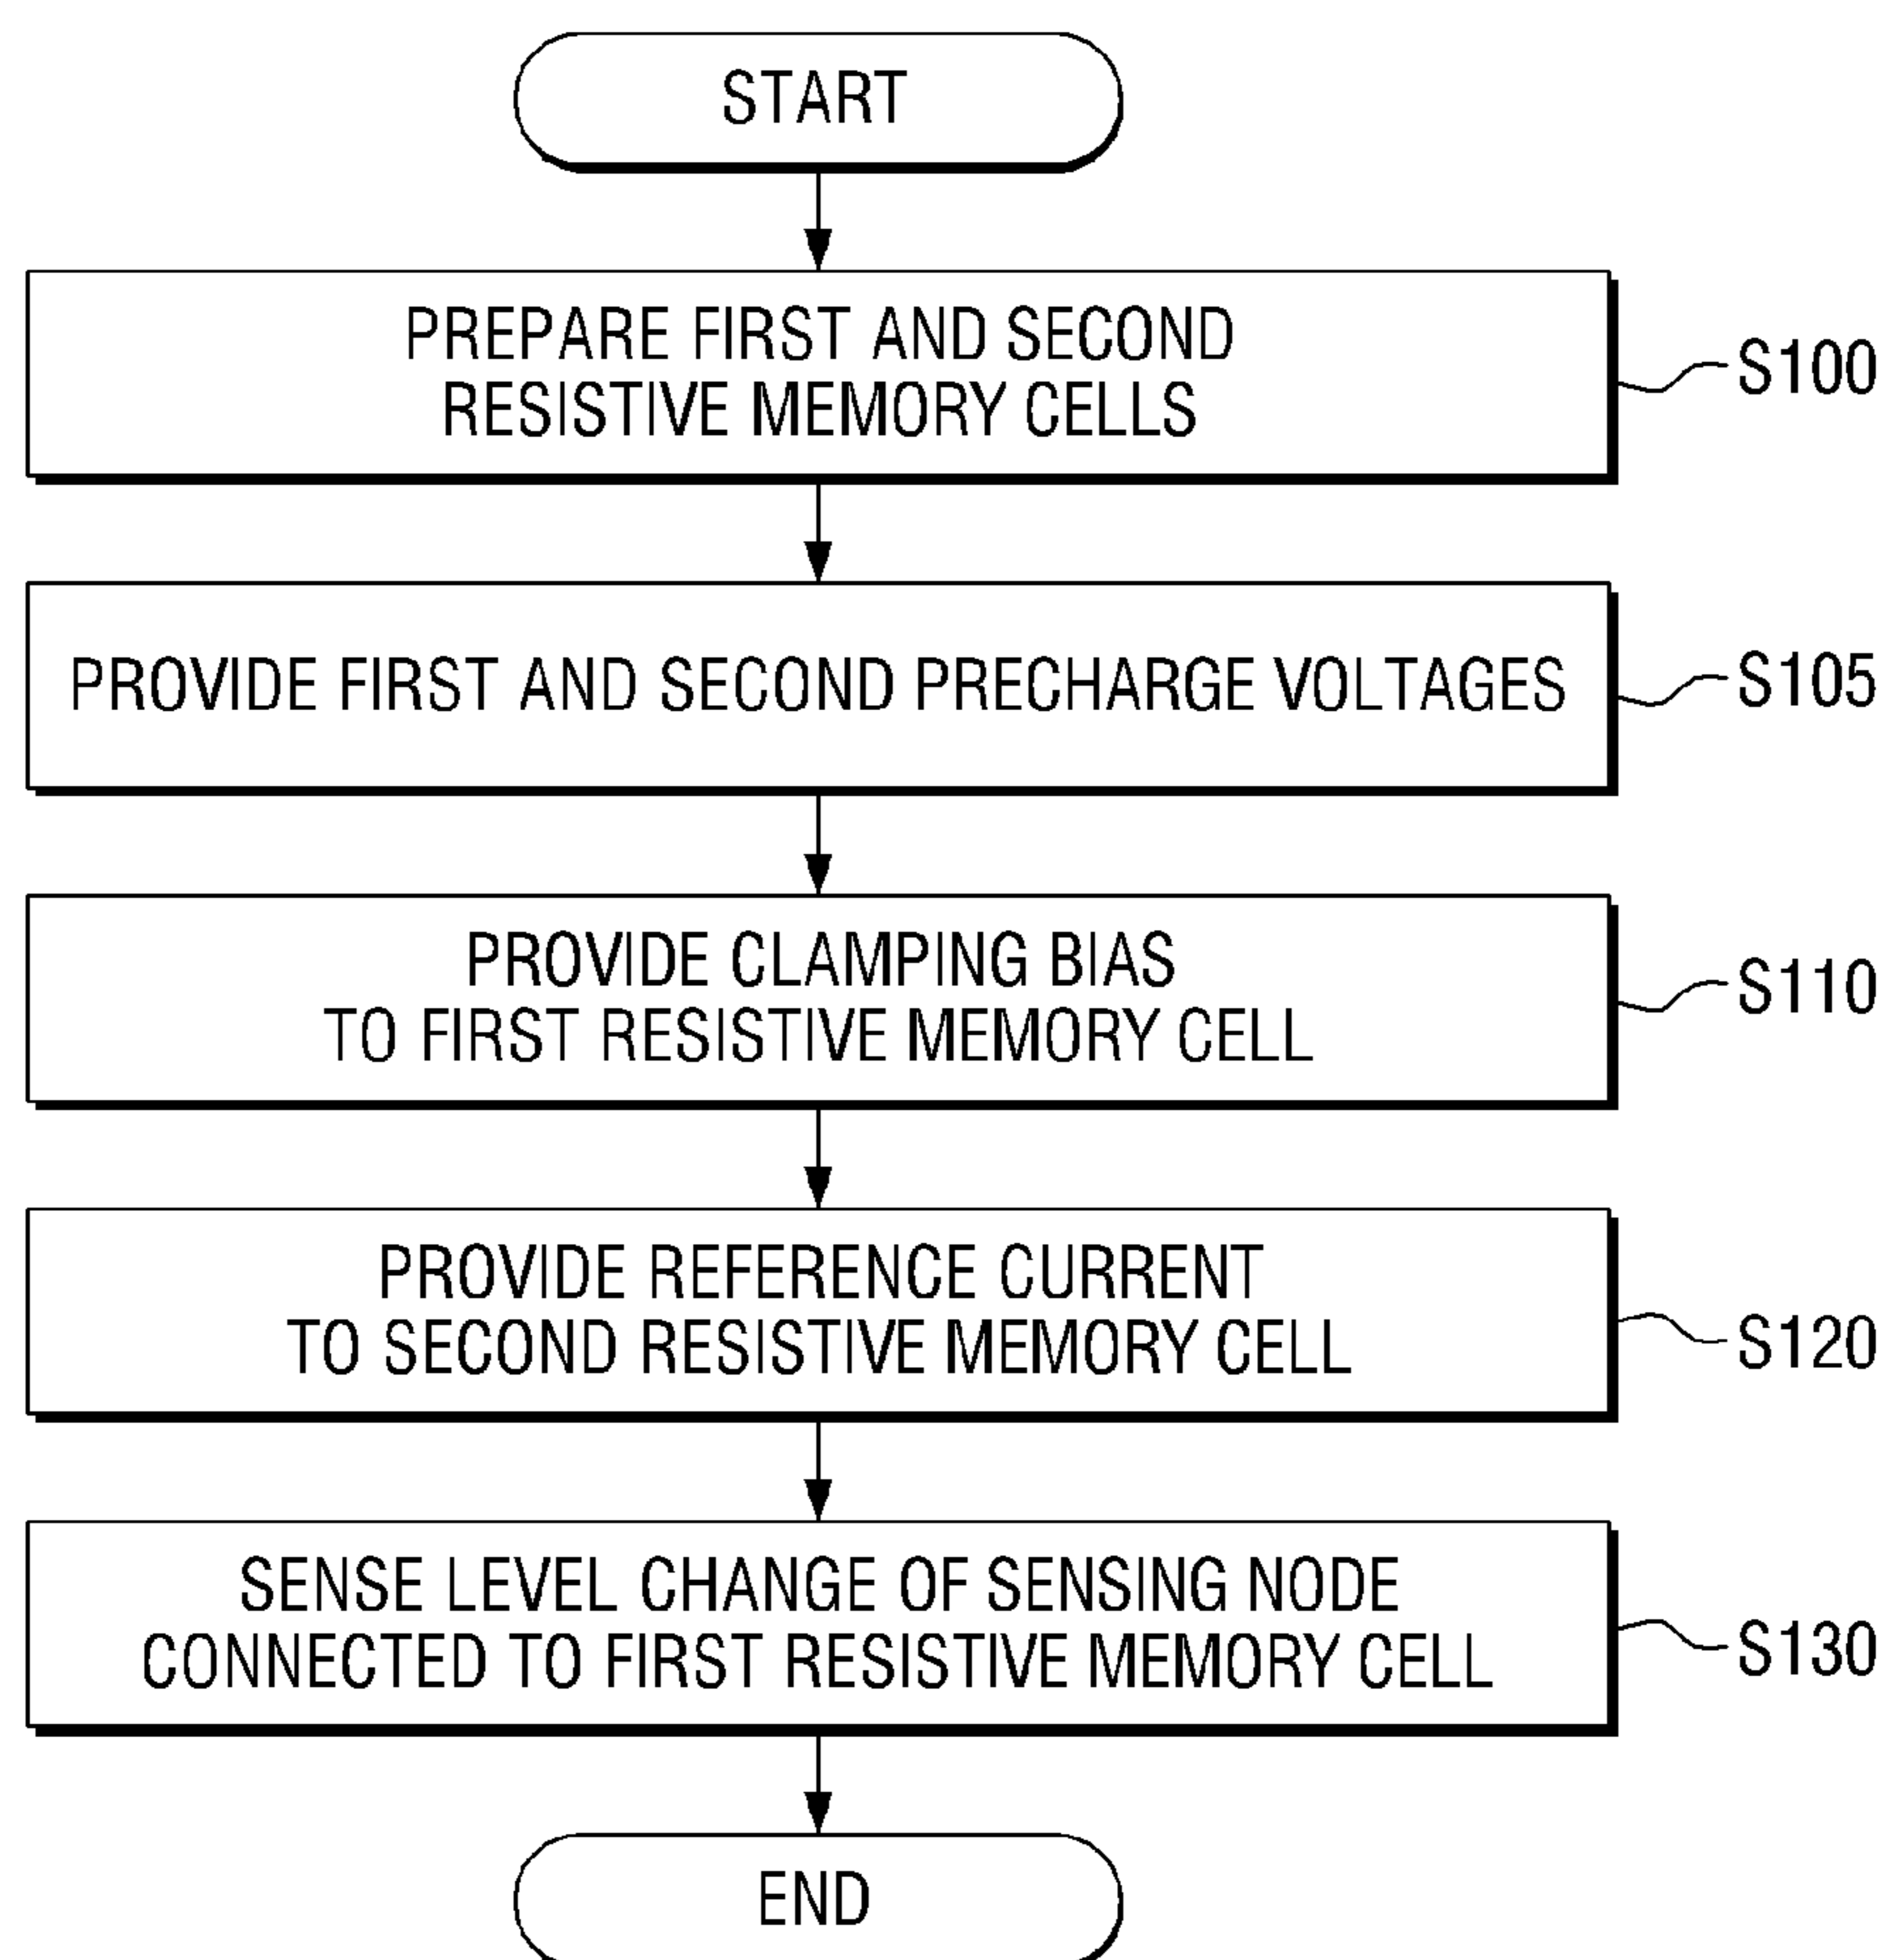 START
PREPARE FIRST AND SECOND
RESISTIVE MEMORY CELLS
S100
PROVIDE FIRST AND SECOND PRECHARGE VOLTAGES
S105
PROVIDE CLAMPING BIAS
TO FIRST RESISTIVE MEMORY CELL
S110
PROVIDE REFERENCE CURRENT
TO SECOND RESISTIVE MEMORY CELL
S120
SENSE LEVEL CHANGE OF SENSING NODE
CONNECTED TO FIRST RESISTIVE MEMORY CELL
S130
END